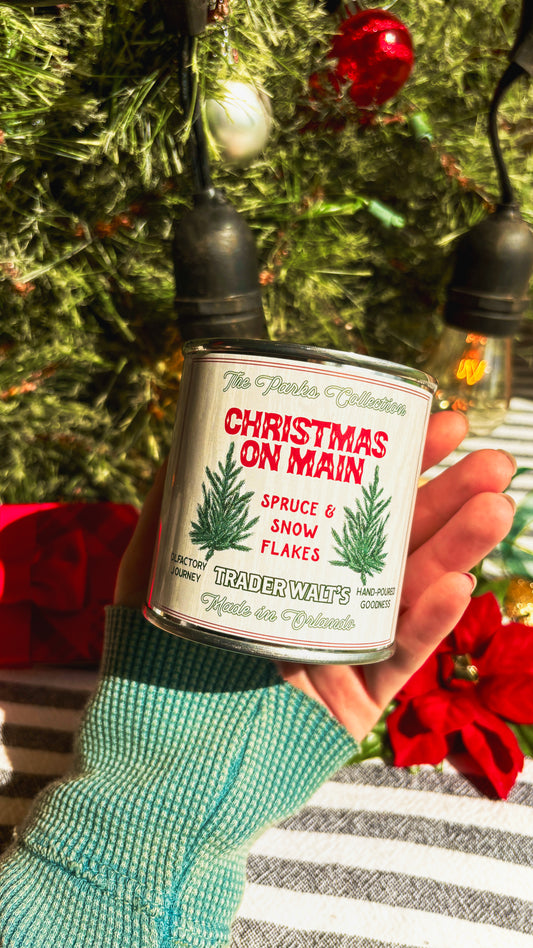 The Parks Collection
CHRISTMAS
ON MAIN
SPRUCE &
SNOW
FLAKES
OLFACTORY
JOURNEY
TRADER WALT'S
HAND-POURED
GOODNESS
Made in Orlando